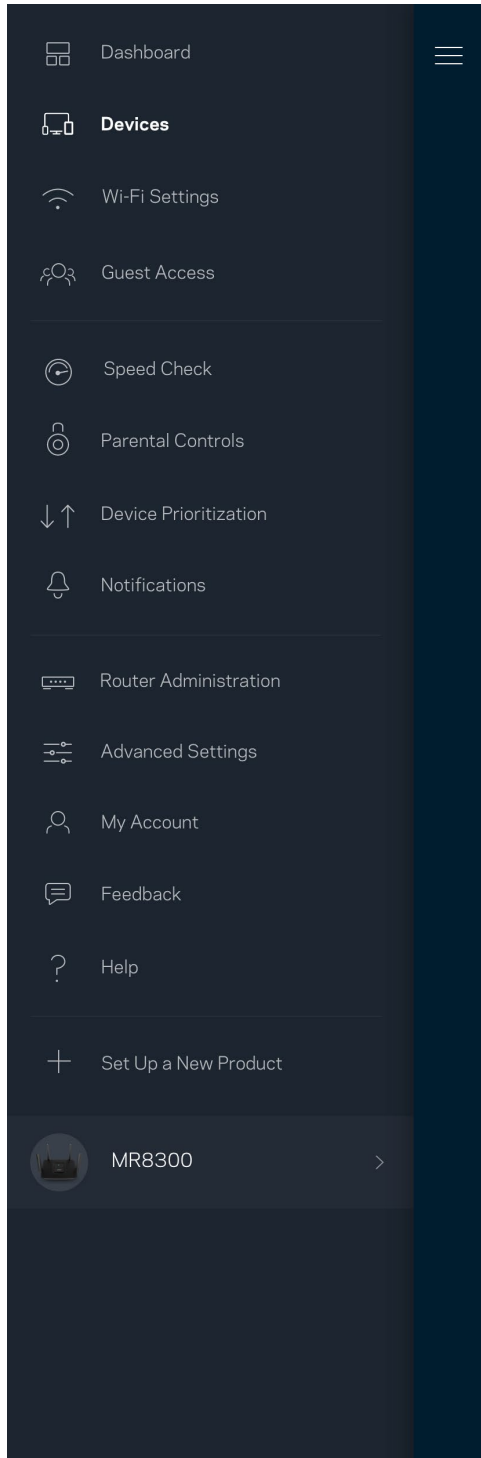 Dashboard
Devices
Wi-Fi Settings
Guest Access
Speed Check
Parental Controls
Device Prioritization
Notifications
Router Administration
Advanced Settings
My Account
Feedback
Help
Set Up a New Product
MR8300